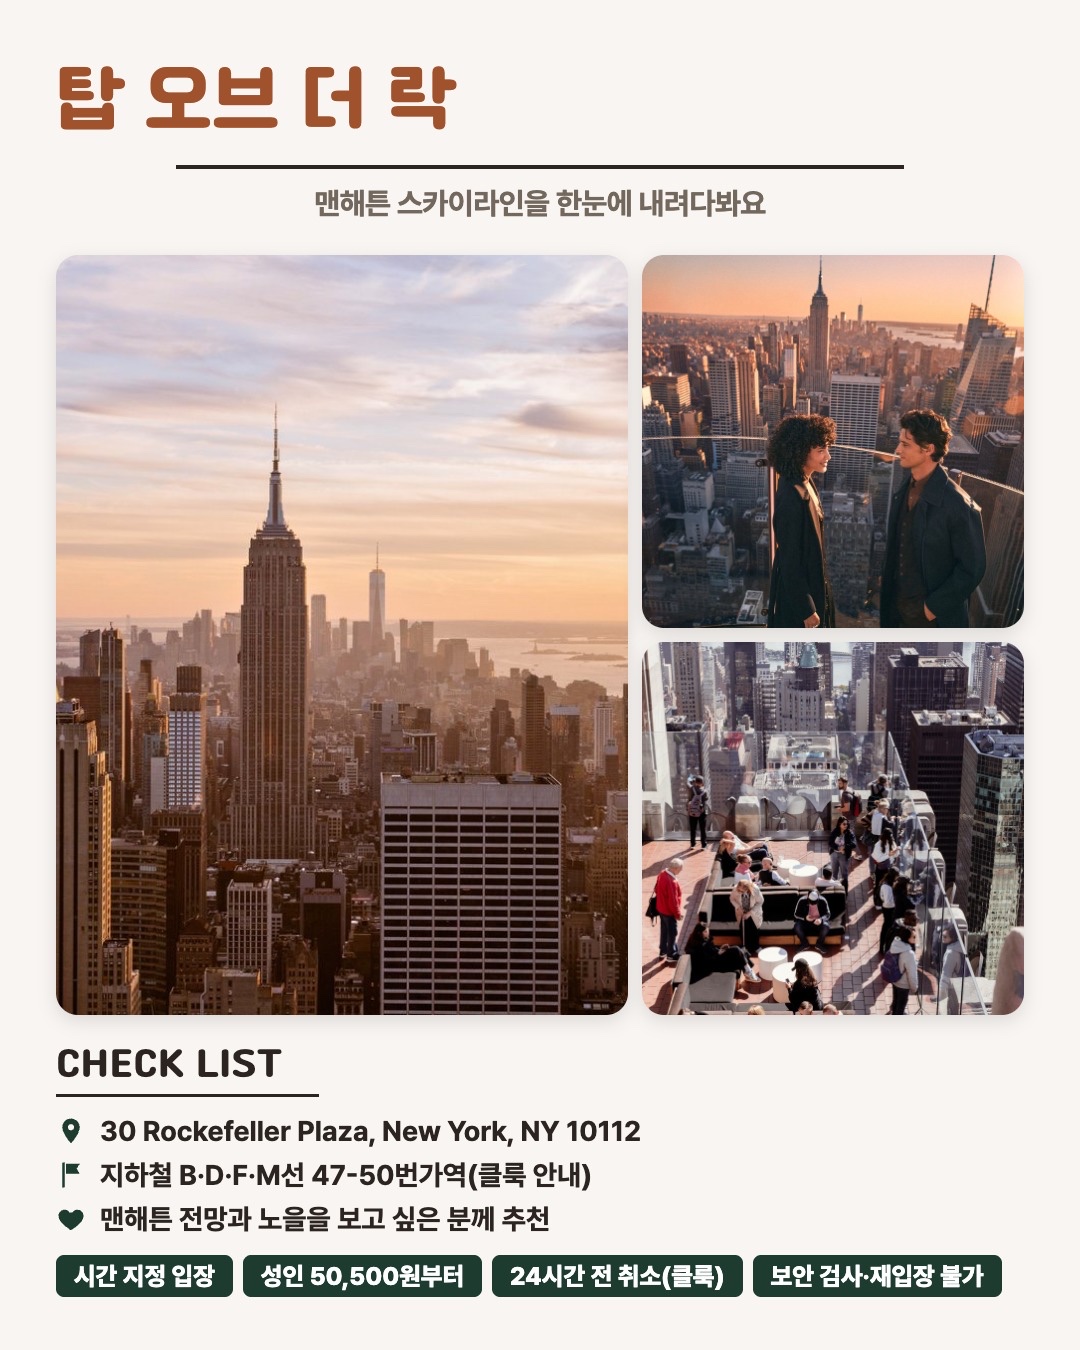 탑 오브 더 락
맨해튼 스카이라인을 한눈에 내려다봐요
CHECK LIST
30 Rockefeller Plaza, New York, NY 10112
지하철 B·D·F·M선 47-50번가역(클룩 안내)
맨해튼 전망과 노을을 보고 싶은 분께 추천
시간 지정 입장
성인 50,500원부터
24시간 전 취소(클룩)
보안 검사·재입장 불가